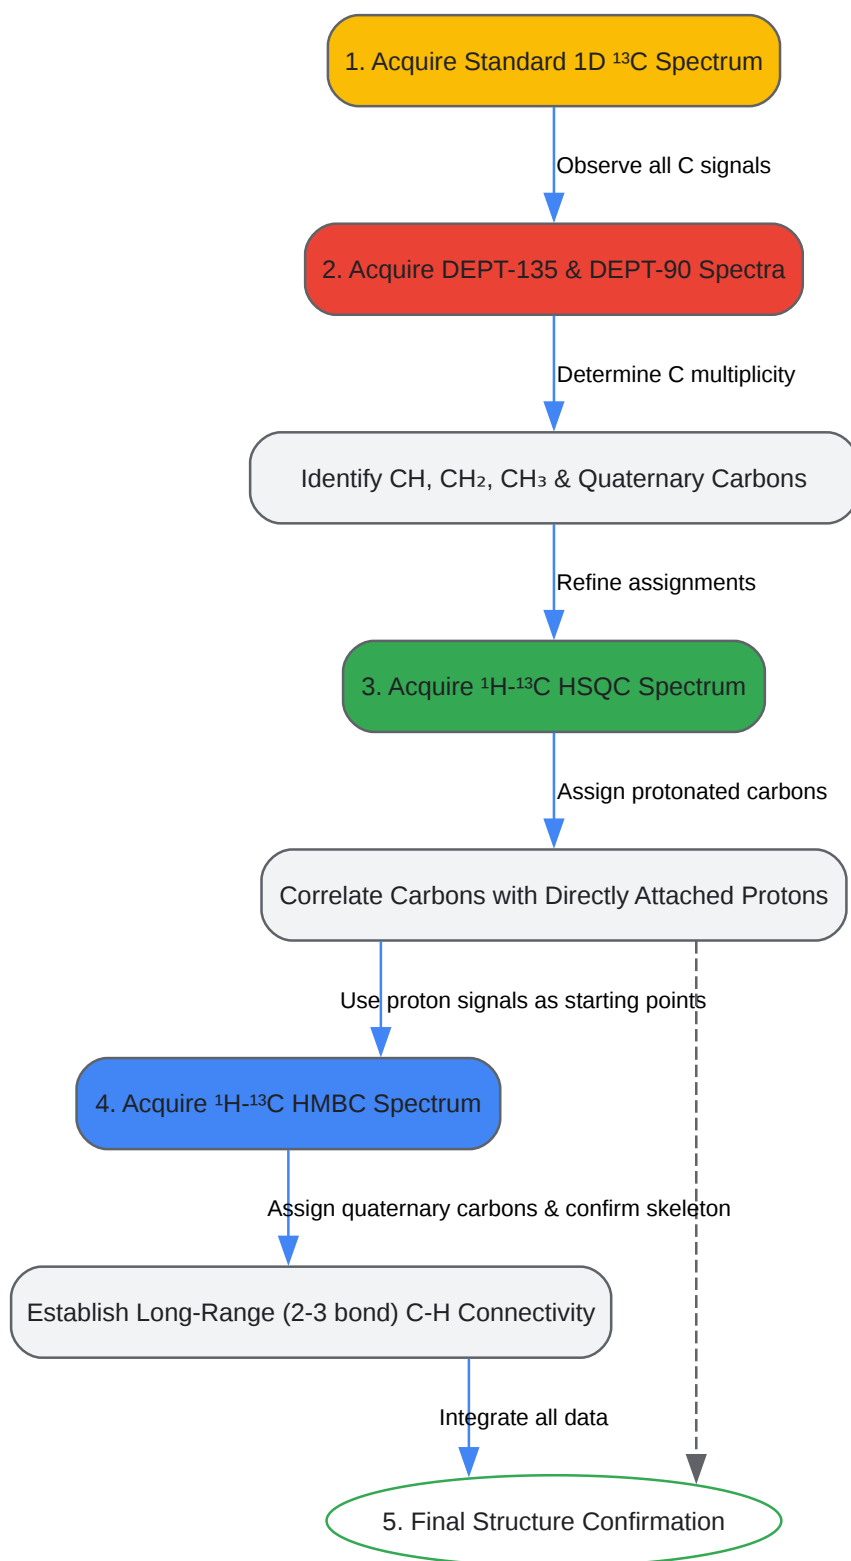 1. Acquire Standard 1D ¹³C Spectrum
Observe all C signals
2. Acquire DEPT-135 & DEPT-90 Spectra
Determine C multiplicity
Identify CH, CH₂, CH₃ & Quaternary Carbons
Refine assignments
3. Acquire ¹H-¹³C HSQC Spectrum
Assign protonated carbons
Correlate Carbons with Directly Attached Protons
Use proton signals as starting points
4. Acquire ¹H-¹³C HMBC Spectrum
Assign quaternary carbons & confirm skeleton
Establish Long-Range (2-3 bond) C-H Connectivity
Integrate all data
5. Final Structure Confirmation